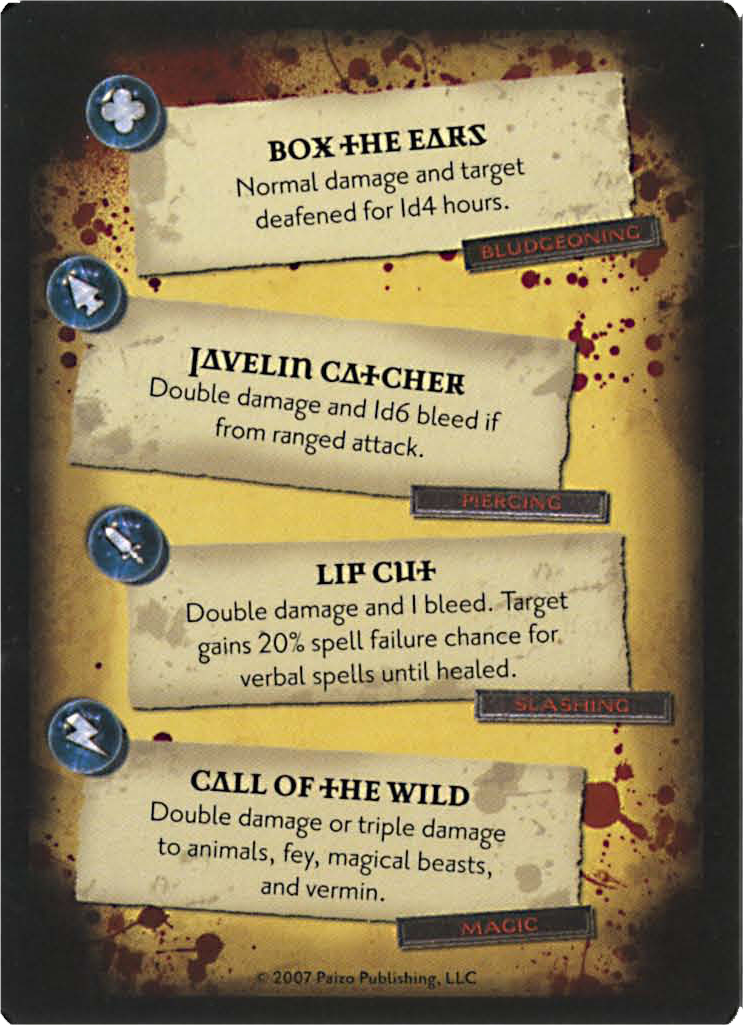 BOX THE EARS
Normal damage and target
deafened for 1d4 hours.
BLUDGEONING
JAVELIN CATCHER
Double damage and 1d6 bleed if
from ranged attack.
PIERCING
LIP CUT
Double damage and 1 bleed. Target
gains 20% spell failure chance for
verbal spells until healed.
SLASHING
CALL OF THE WILD
Double damage or triple damage
to animals, fey, magical beasts,
and vermin.
MAGIC
© 2007 Paizo Publishing, LLC